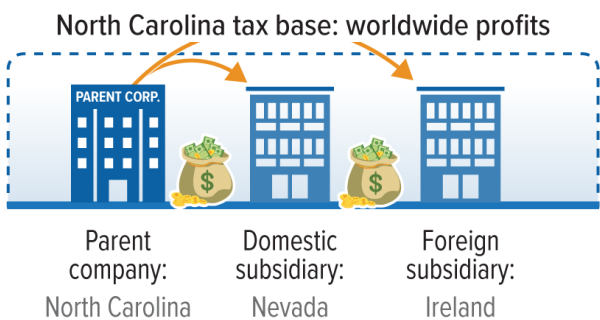 North Carolina tax base: worldwide profits
PARENT CORP.
$
$
Parent
company:
North Carolina
Domestic
subsidiary:
Nevada
Foreign
subsidiary:
Ireland